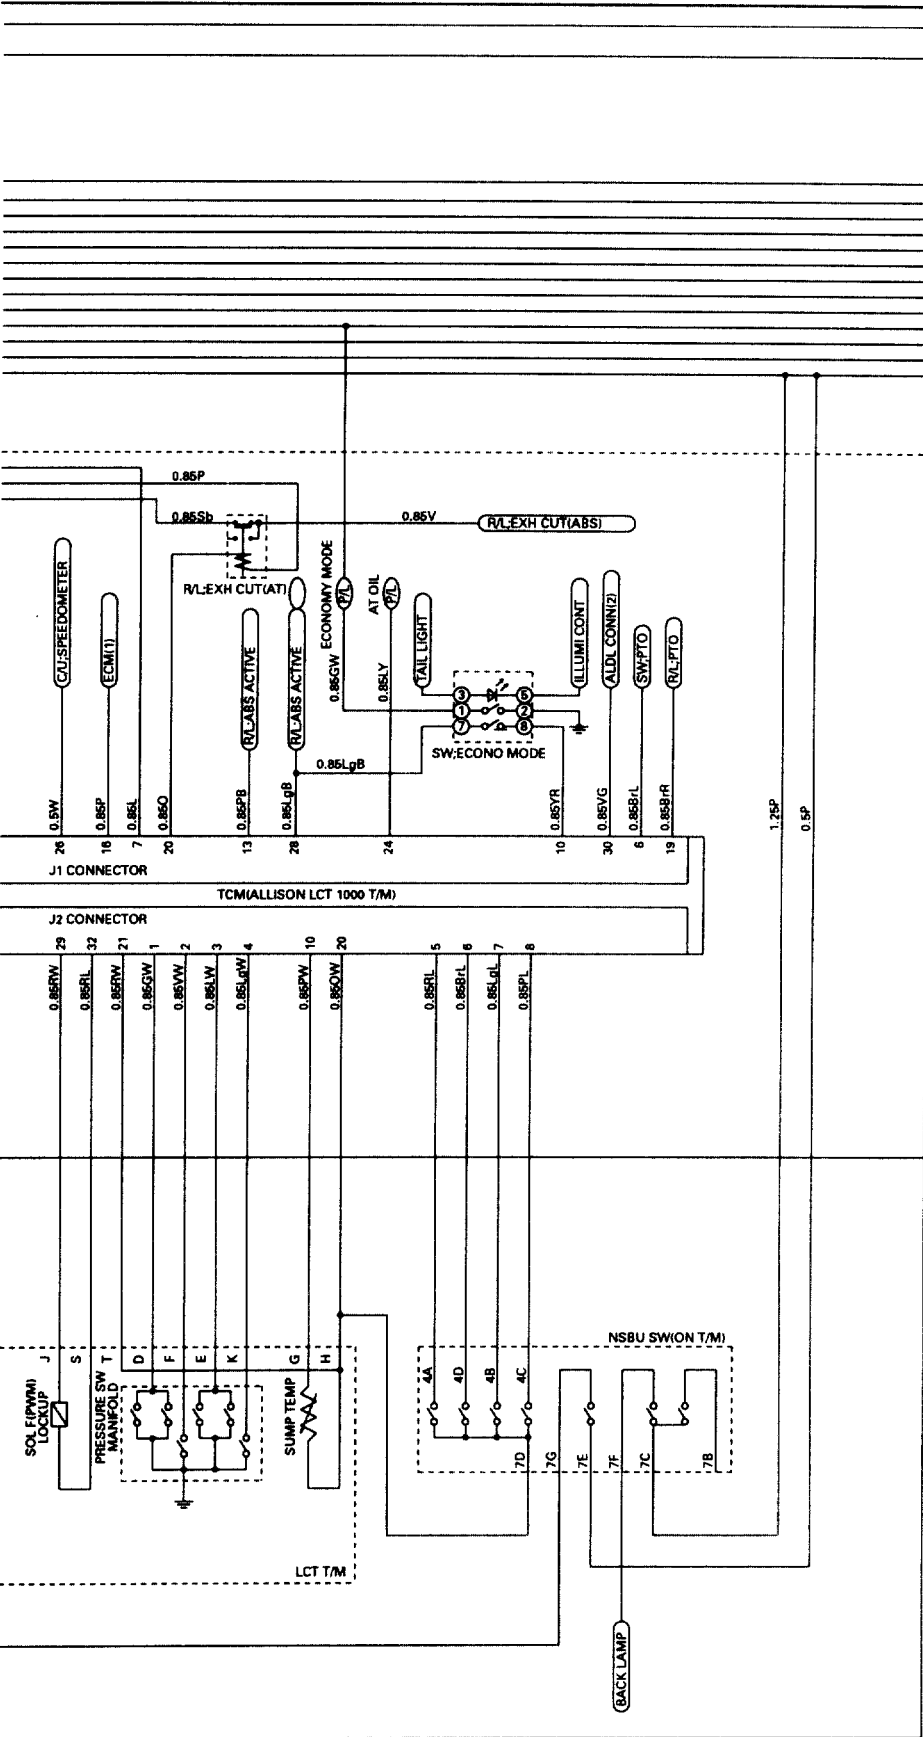 0.85P
0.85Sb
0.85V
R/L;EXH CUT(ABS)
R/L;EXH CUT(AT)
C/U;SPEEDOMETER
ECM(1)
R/L;ABS ACTIVE
R/L;ABS ACTIVE
ECONOMY MODE
P/L
AT OIL
P/L
TAIL LIGHT
ILLUMI CONT
ALDL CONN(2)
SW;PTO
R/L;PTO
0.85GW
0.85LY
3
5
1
2
7
8
SW;ECONO MODE
0.85LgB
0.5W
0.85P
0.85L
0.85O
0.85PB
0.85LgB
0.85YR
0.85VG
0.85BrL
0.85BrR
1.25P
0.5P
26
16
7
20
13
28
24
10
30
6
19
J1 CONNECTOR
TCM(ALLISON LCT 1000 T/M)
J2 CONNECTOR
29
32
21
1
2
3
4
10
20
5
6
7
8
0.85RW
0.85RL
0.85RW
0.85GW
0.85VW
0.85LW
0.85LgW
0.85PW
0.85OW
0.85RL
0.85BrL
0.85LgL
0.85PL
NSBU SW(ON T/M)
J
S
T
D
F
E
K
G
H
4A
4D
4B
4C
SOL F(PWM)
LOCKUP
PRESSURE SW
MANIFOLD
SUMP TEMP
7D
7G
7E
7F
7C
7B
LCT T/M
BACK LAMP